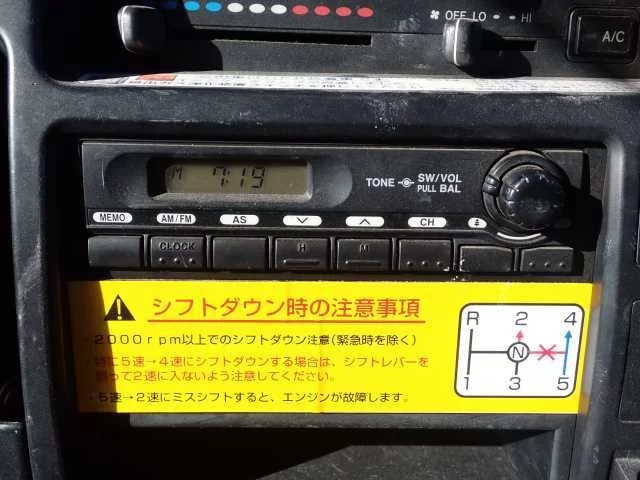 OFF LO HI
A/C
M 7:19
TONE SW/VOL
PULL BAL
MEMO AM/FM AS CH
CLOCK H M
シフトダウン時の注意事項
2000rpm以上でのシフトダウン注意(緊急時を除く)
特に5速→4速にシフトダウンする場合は、シフトレバーを
誤って2速に入ないよう注意してください。
5速→2速にミスシフトすると、エンジンが故障します。
R 2 4
N
1 3 5